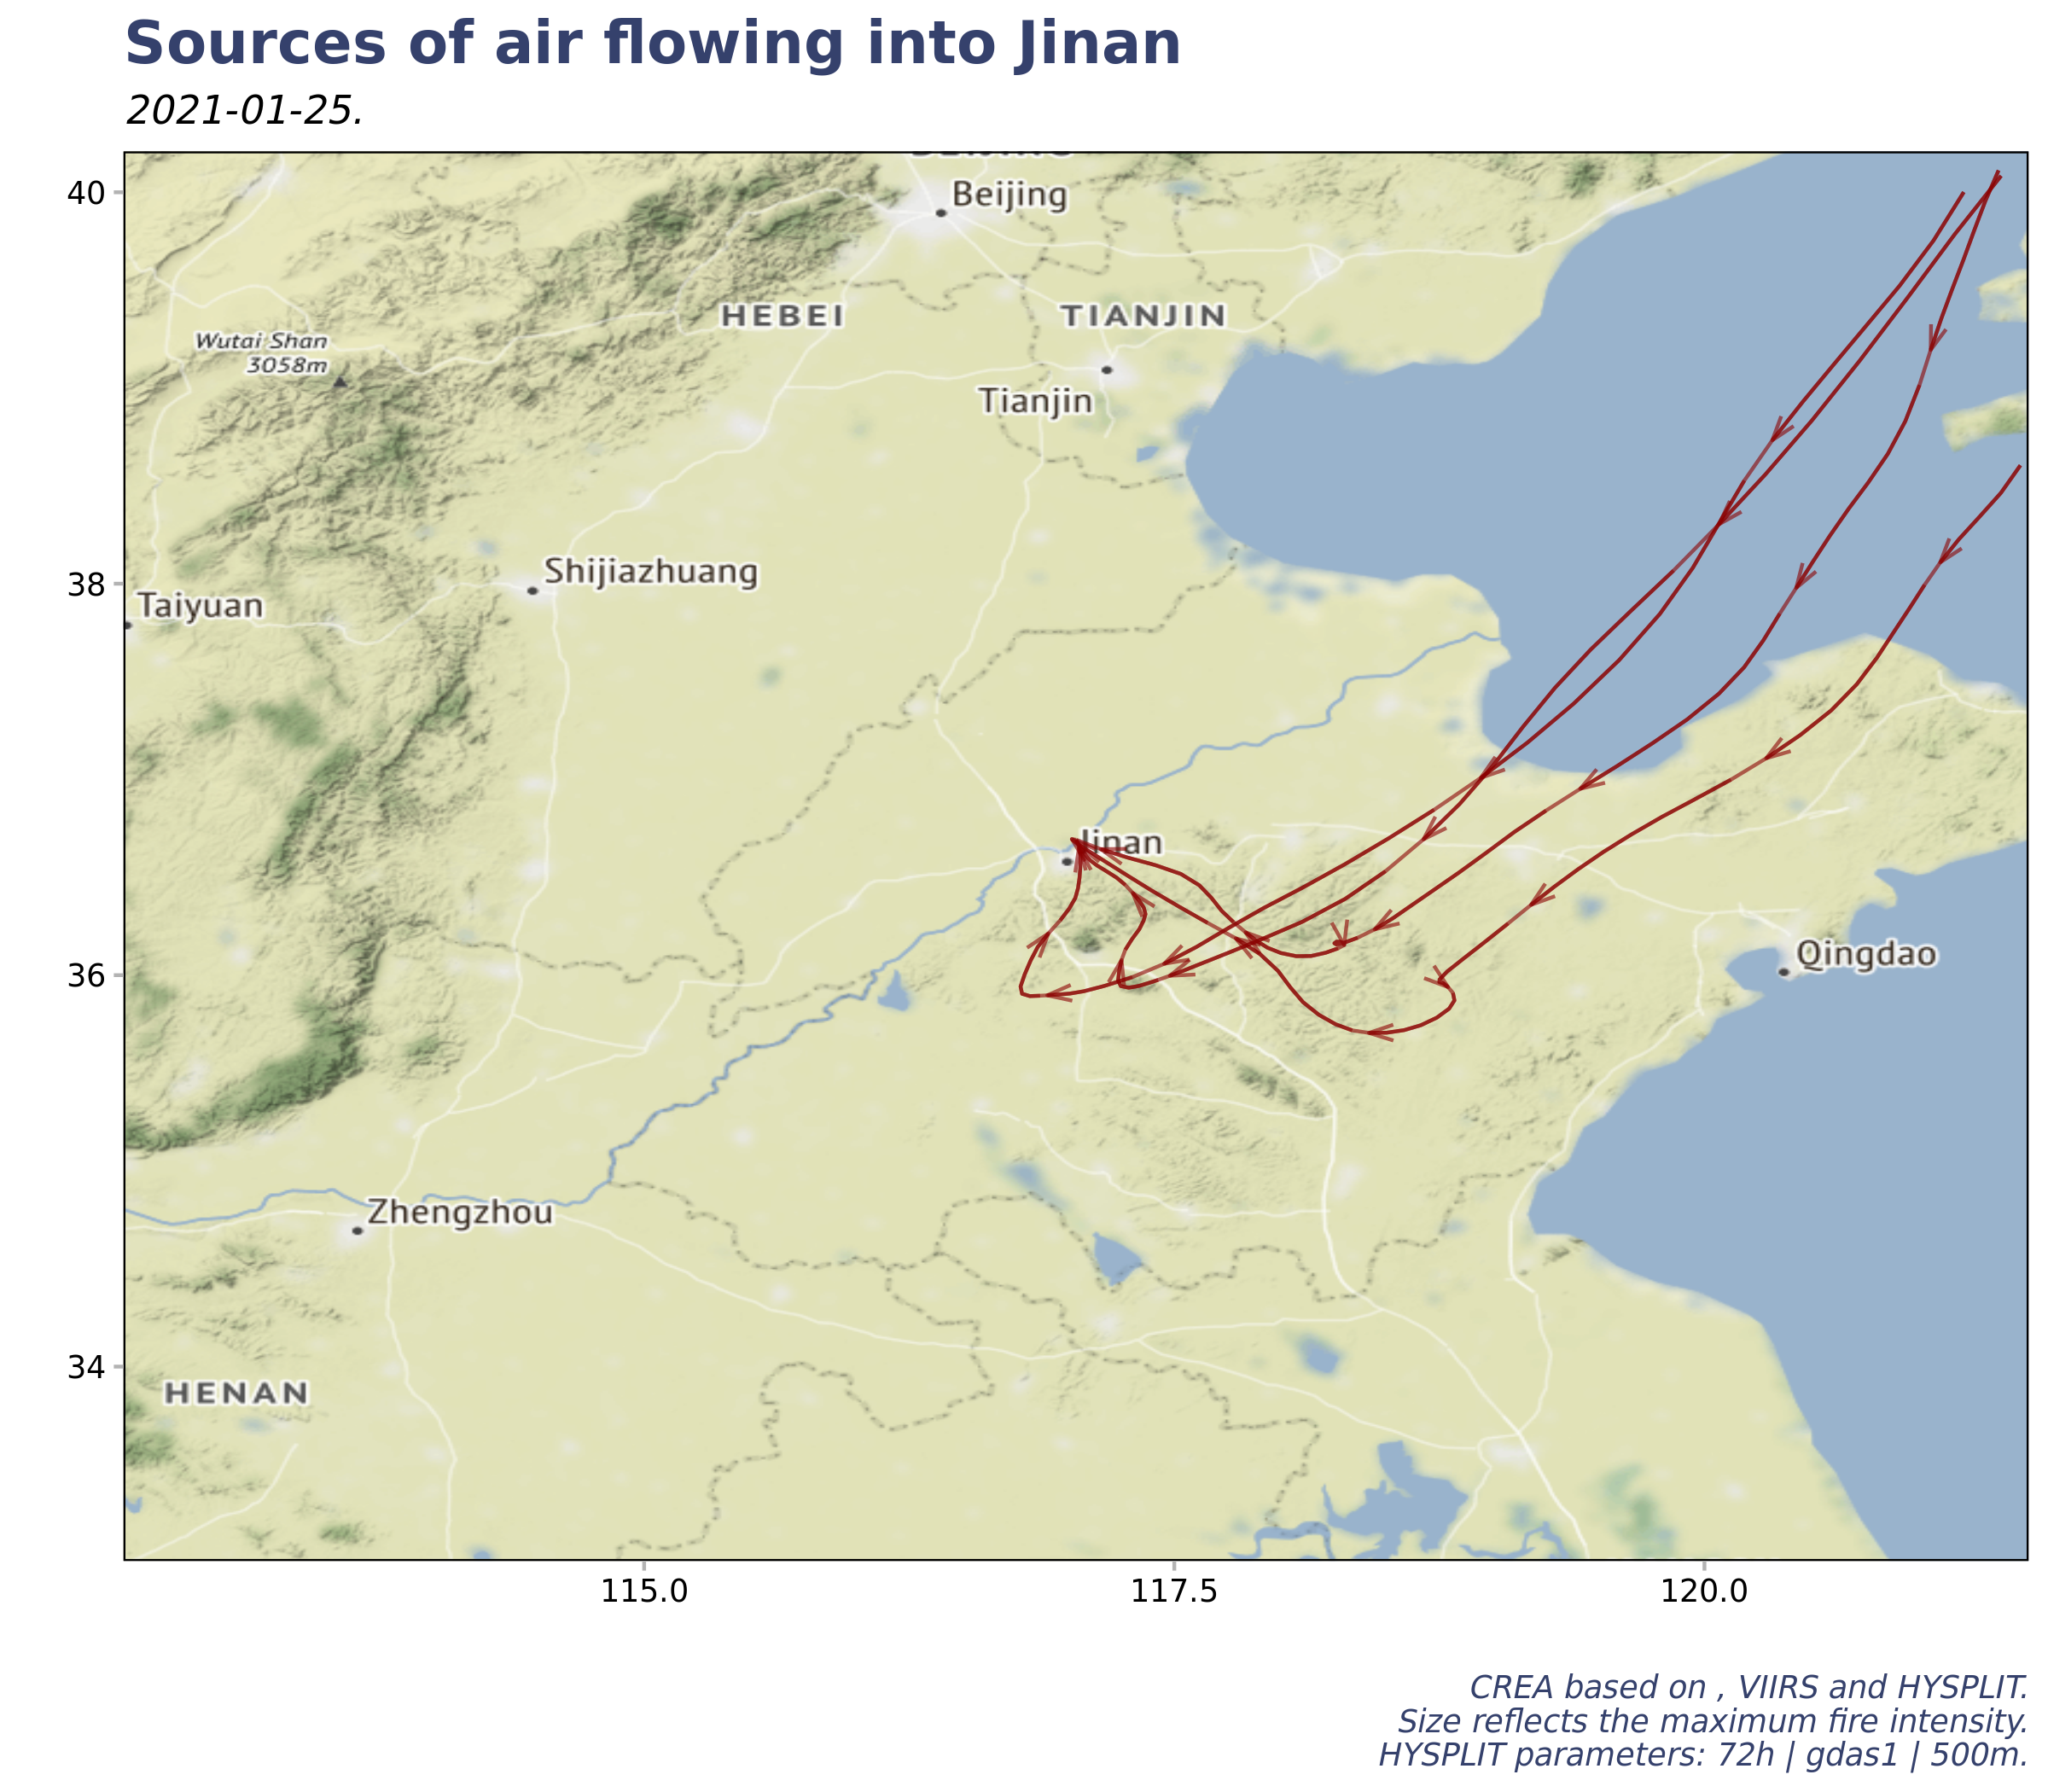 Sources of air flowing into Jinan
2021-01-25.
40
38
36
34
Beijing
HEBEI
TIANJIN
Wutai Shan
3058m
Tianjin
Shijiazhuang
Taiyuan
Jinan
Qingdao
Zhengzhou
HENAN
115.0
117.5
120.0
CREA based on , VIIRS and HYSPLIT.
Size reflects the maximum fire intensity.
HYSPLIT parameters: 72h | gdas1 | 500m.